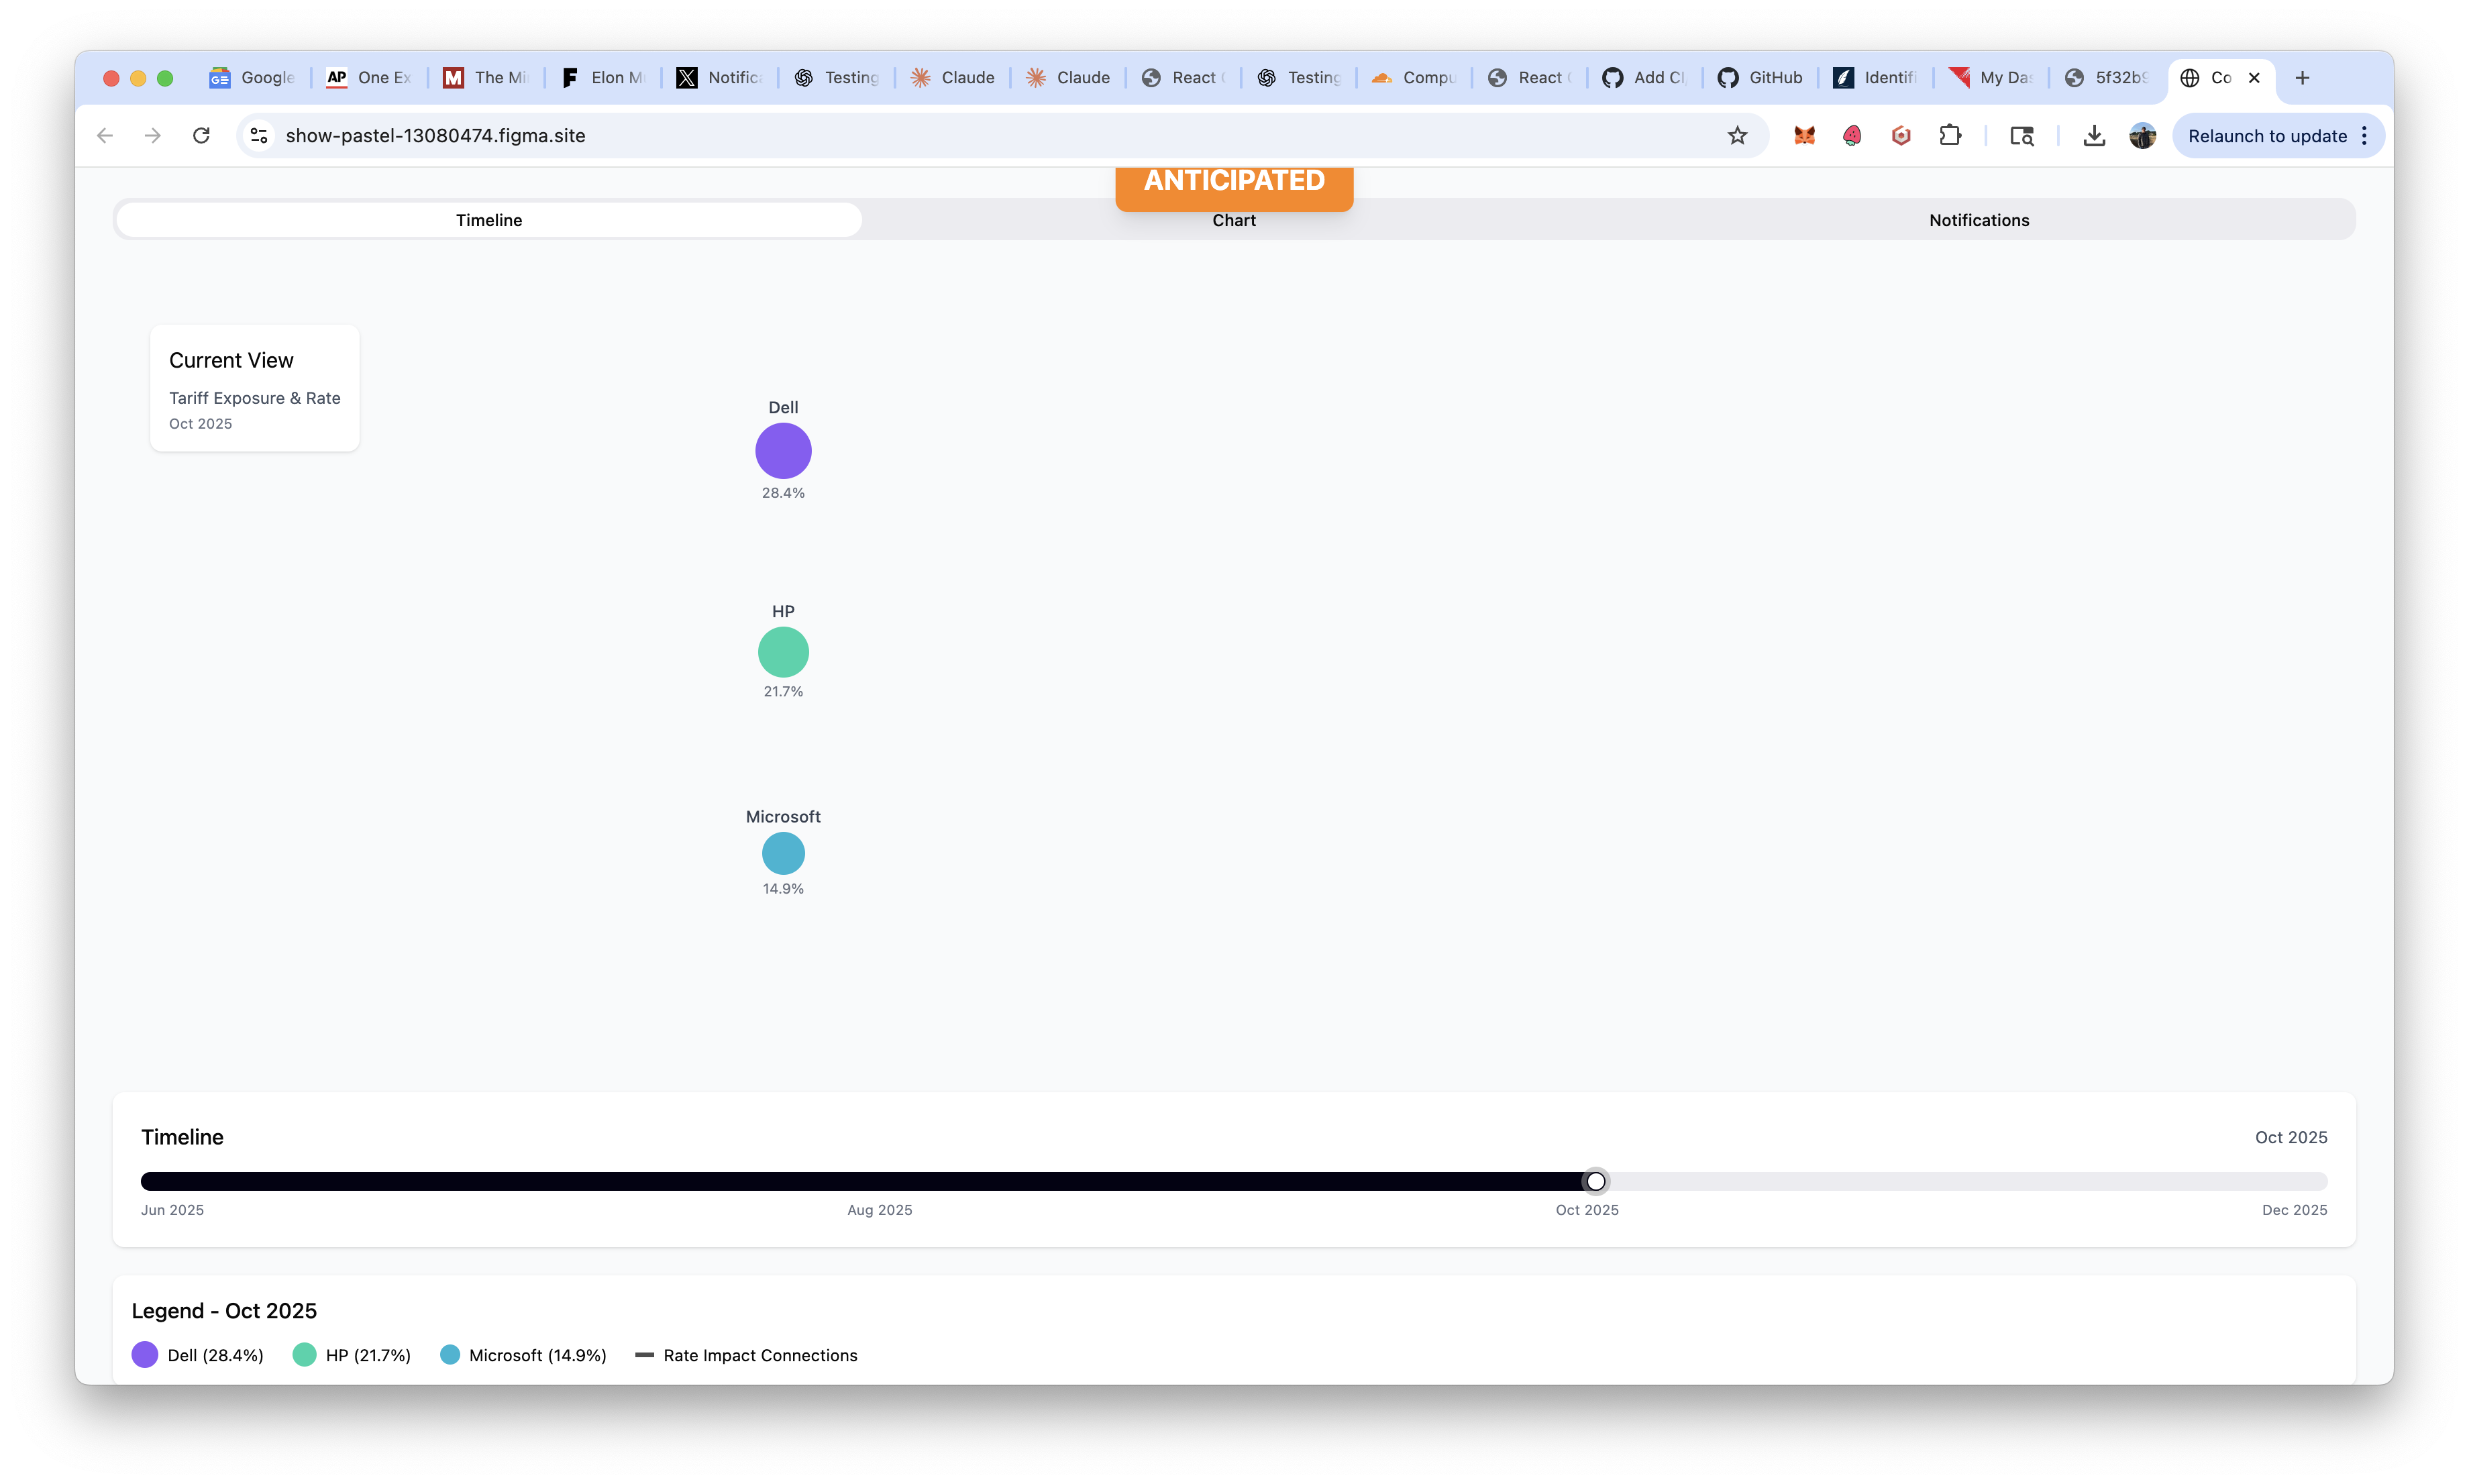 Google
AP One Ex
M The Mi
F Elon M
X Notific
Testing
Claude
Claude
React
Testing
Compu
React
Add Cl
GitHub
Identifi
My Das
5f32b9
Co
show-pastel-13080474.figma.site
Relaunch to update
ANTICIPATED
Timeline
Chart
Notifications
Current View
Tariff Exposure & Rate
Oct 2025
Dell
28.4%
HP
21.7%
Microsoft
14.9%
Timeline
Oct 2025
Jun 2025
Aug 2025
Oct 2025
Dec 2025
Legend - Oct 2025
Dell (28.4%)
HP (21.7%)
Microsoft (14.9%)
Rate Impact Connections